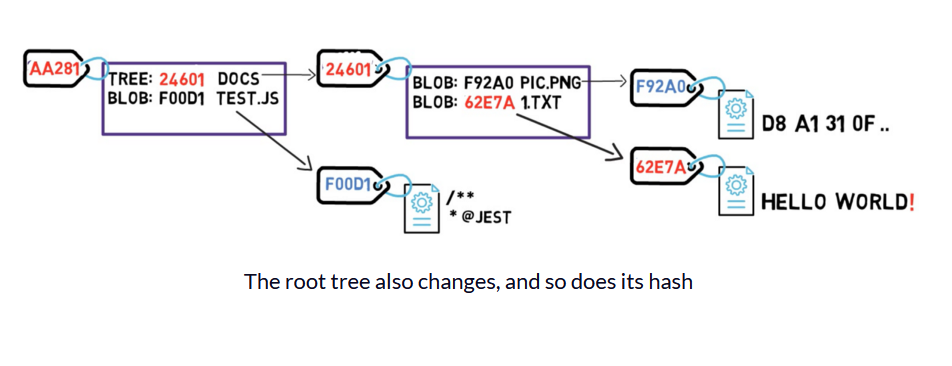 AA281
TREE: 24601 DOCS
BLOB: F00D1 TEST.JS
24601
BLOB: F92A0 PIC.PNG
BLOB: 62E7A 1.TXT
F92A0
D8 A1 31 0F ..
62E7A
HELLO WORLD!
F00D1
/**
* @JEST
The root tree also changes, and so does its hash